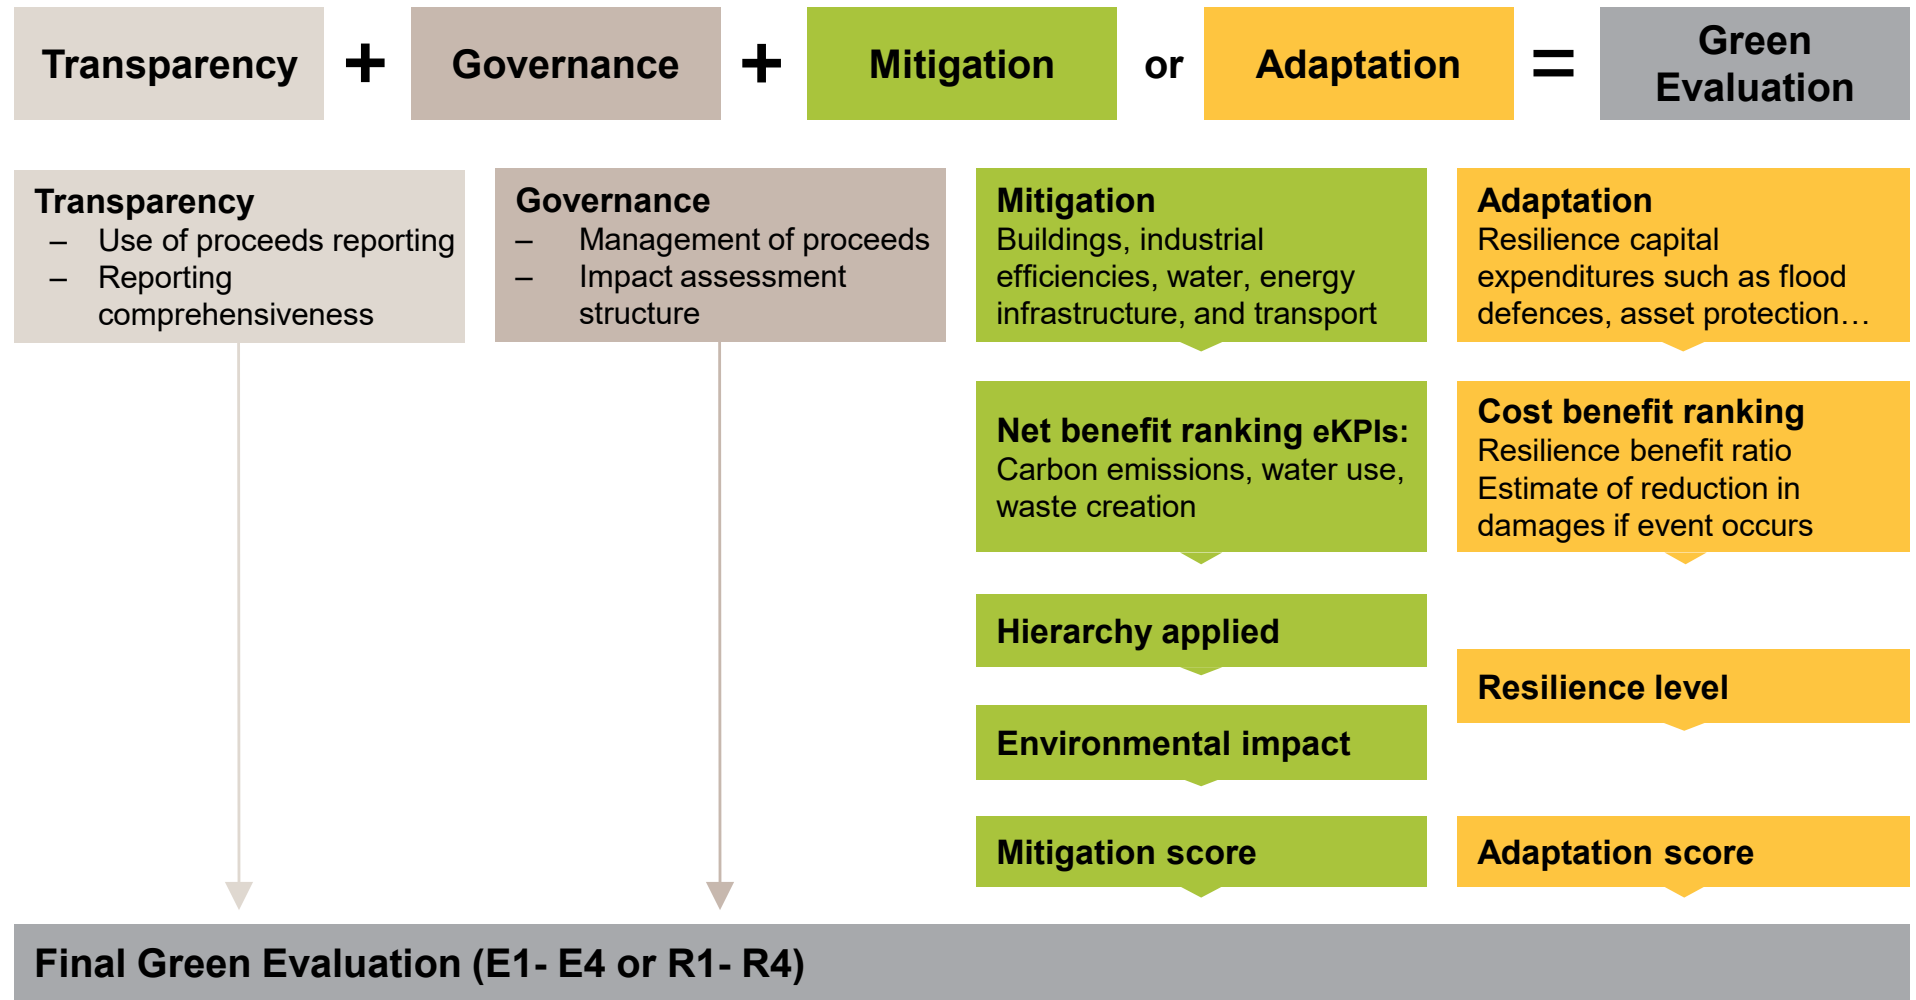 Transparency + Governance + Mitigation or Adaptation = Green Evaluation
Transparency
– Use of proceeds reporting
– Reporting
comprehensiveness
Governance
– Management of proceeds
– Impact assessment
structure
Mitigation
Buildings, industrial
efficiencies, water, energy
infrastructure, and transport
Net benefit ranking eKPIs:
Carbon emissions, water use,
waste creation
Hierarchy applied
Environmental impact
Mitigation score
Adaptation
Resilience capital
expenditures such as flood
defences, asset protection…
Cost benefit ranking
Resilience benefit ratio
Estimate of reduction in
damages if event occurs
Resilience level
Adaptation score
Final Green Evaluation (E1- E4 or R1- R4)